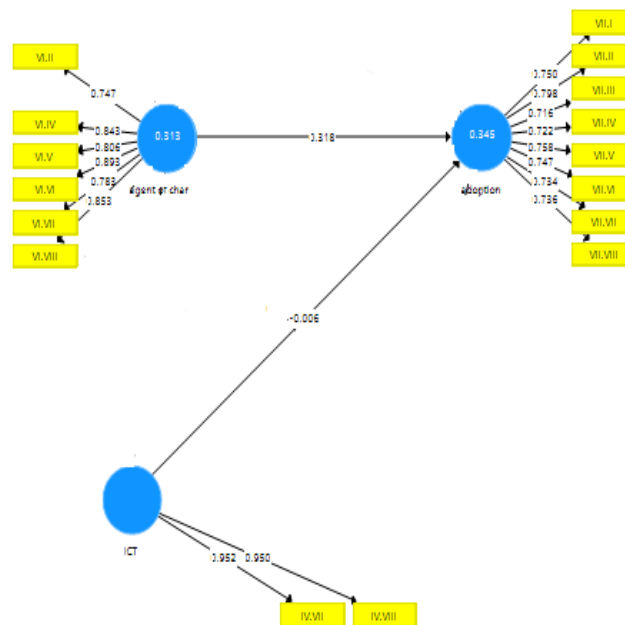 VII.I
VI.II
VII.II
0.747
0.750
0.798
VII.III
VI.IV
0.843
0.313
0.318
0.345
0.716
0.722
VII.IV
VI.V
0.806
0.893
0.758
0.747
VII.V
VI.VI
0.783
0.853
adoption
0.734
0.736
VII.VI
VI.VII
VII.VII
VI.VIII
VII.VIII
-0.006
ICT
0.952
0.950
IV.VII
IV.VIII